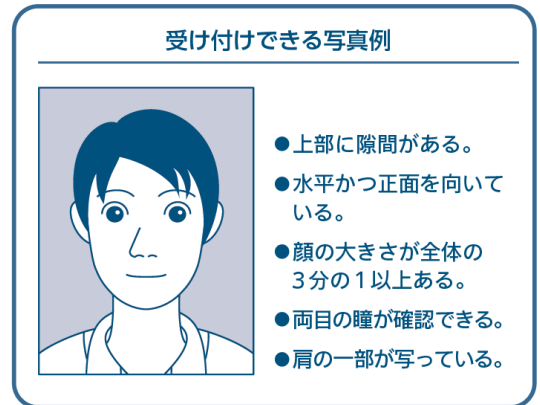 受け付けできる写真例
●上部に隙間がある。
●水平かつ正面を向いて
いる。
●顔の大きさが全体の
３分の１以上ある。
●両目の瞳が確認できる。
●肩の一部が写っている。